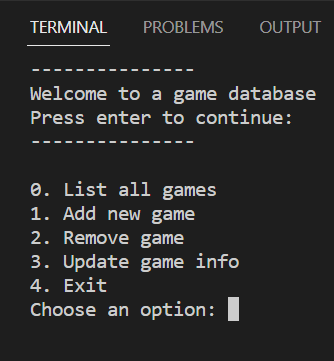 TERMINAL PROBLEMS OUTPUT
---------------
Welcome to a game database
Press enter to continue:
---------------
0. List all games
1. Add new game
2. Remove game
3. Update game info
4. Exit
Choose an option: